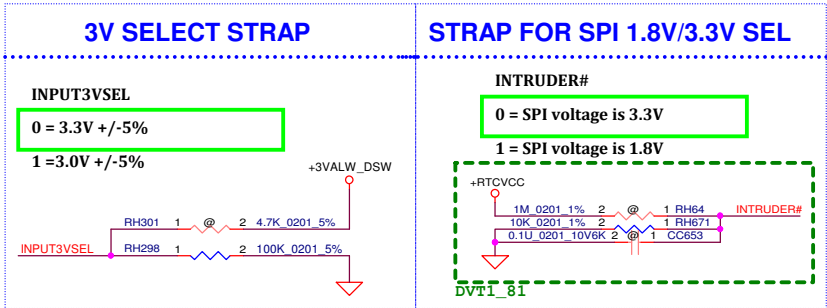 3V SELECT STRAP
INPUT3VSEL
0 = 3.3V +/-5%
1 =3.0V +/-5%
+3VALW_DSW
RH301 1 @ 2 4.7K_0201_5%
INPUT3VSEL RH298 1 2 100K_0201_5%
STRAP FOR SPI 1.8V/3.3V SEL
INTRUDER#
0 = SPI voltage is 3.3V
1 = SPI voltage is 1.8V
+RTCVCC
1M_0201_1% 2 @ 1 RH64 INTRUDER#
10K_0201_1% 2 1 RH671
0.1U_0201_10V6K 2 @ 1 CC653
DVT1_81